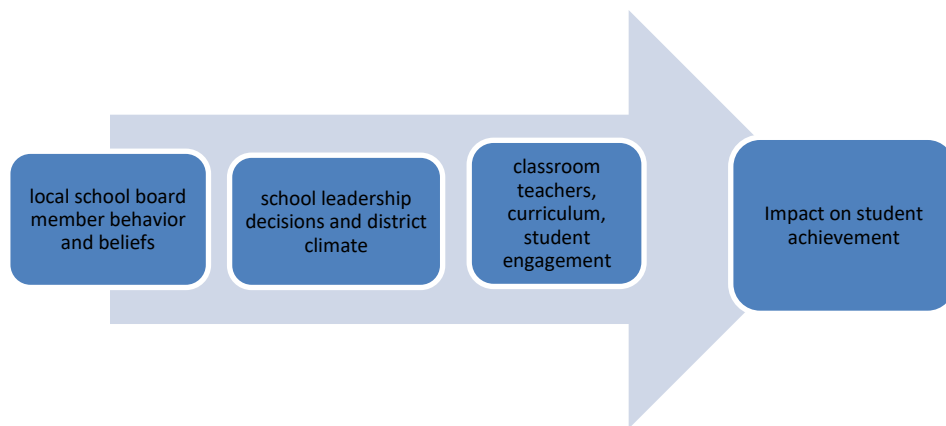 local school board
member behavior
and beliefs
school leadership
decisions and district
climate
classroom
teachers,
curriculum,
student
engagement
Impact on student
achievement